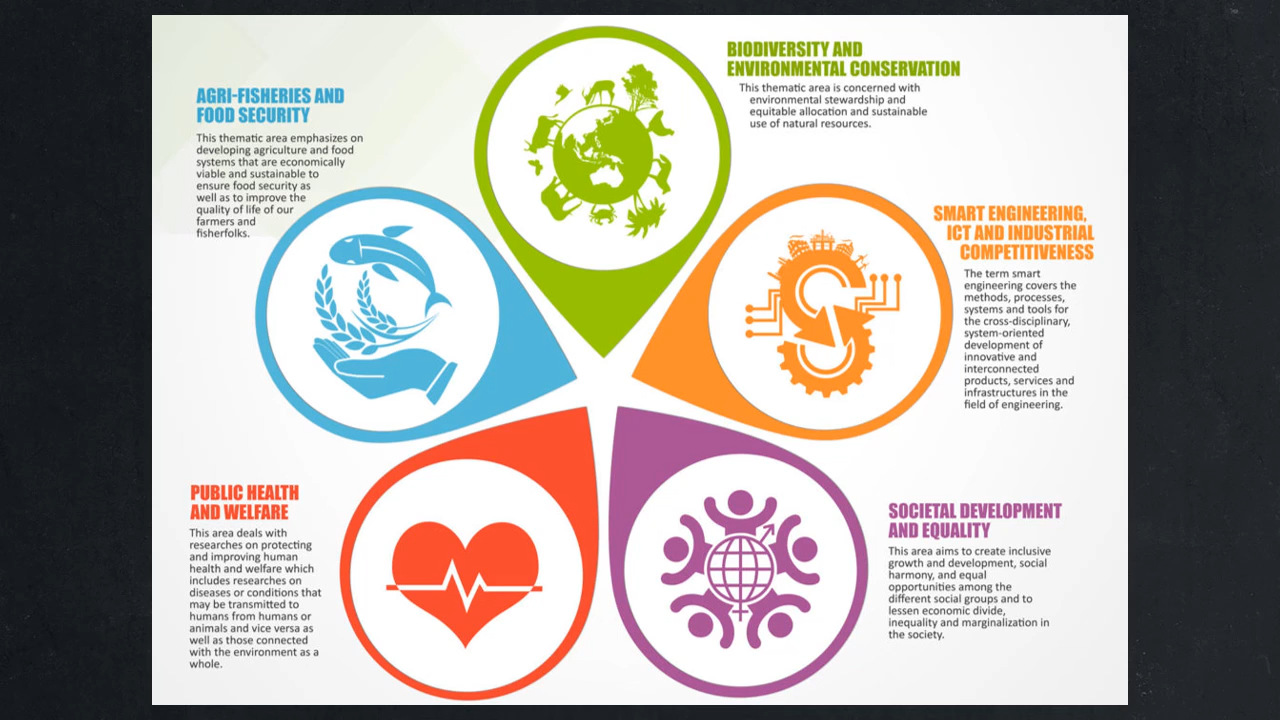 BIODIVERSITY AND
ENVIRONMENTAL CONSERVATION
This thematic area is concerned with
environmental stewardship and
equitable allocation and sustainable
use of natural resources.
AGRI-FISHERIES AND
FOOD SECURITY
This thematic area emphasizes on
developing agriculture and food
systems that are economically
viable and sustainable to
ensure food security as
well as to improve the
quality of life of our
farmers and
fisherfolks.
SMART ENGINEERING,
ICT AND INDUSTRIAL
COMPETITIVENESS
The term smart
engineering covers the
methods, processes,
systems and tools for
the cross-disciplinary,
system-oriented
development of
innovative and
interconnected
products, services and
infrastructures in the
field of engineering.
PUBLIC HEALTH
AND WELFARE
This area deals with
researches on protecting
and improving human
health and welfare which
includes researches on
diseases or conditions that
may be transmitted to
humans from humans or
animals and vice versa as
well as those connected
with the environment as a
whole.
SOCIETAL DEVELOPMENT
AND EQUALITY
This area aims to create inclusive
growth and development, social
harmony, and equal
opportunities among the
different social groups and to
lessen economic divide,
inequality and marginalization in
the society.